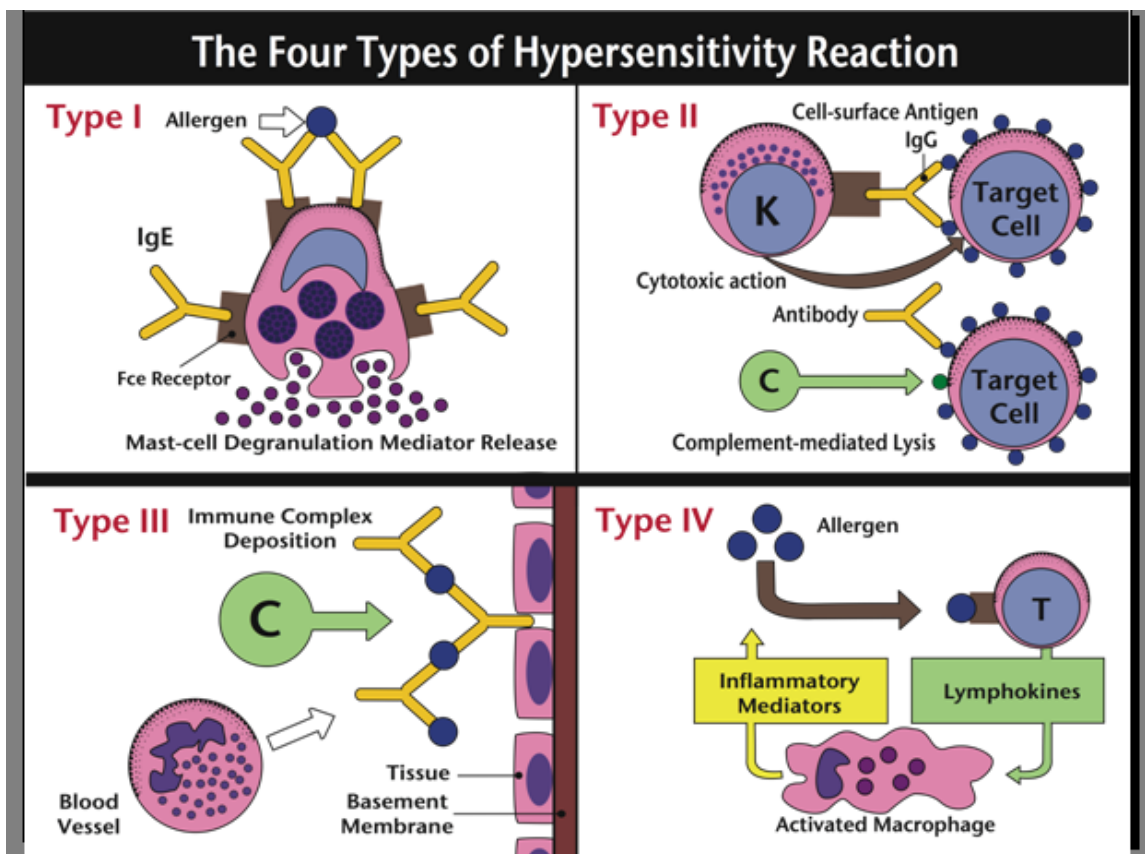 The Four Types of Hypersensitivity Reaction
Type I
Allergen
IgE
Fce Receptor
Mast-cell Degranulation Mediator Release
Type II
Cell-surface Antigen
IgG
K
Target
Cell
Cytotoxic action
Antibody
C
Target
Cell
Complement-mediated Lysis
Type III
Immune Complex
Deposition
C
Blood
Vessel
Tissue
Basement
Membrane
Type IV
Allergen
T
Inflammatory
Mediators
Lymphokines
Activated Macrophage